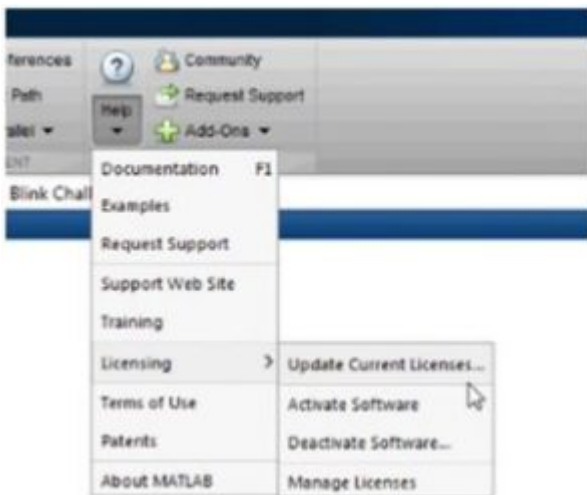 ferences
Community
Path
Request Support
Help
allel
Add-Ons
ENT
Documentation F1
Blink Chall
Examples
Request Support
Support Web Site
Training
Licensing
Update Current Licenses...
Terms of Use
Activate Software
Patents
Deactivate Software...
About MATLAB
Manage Licenses